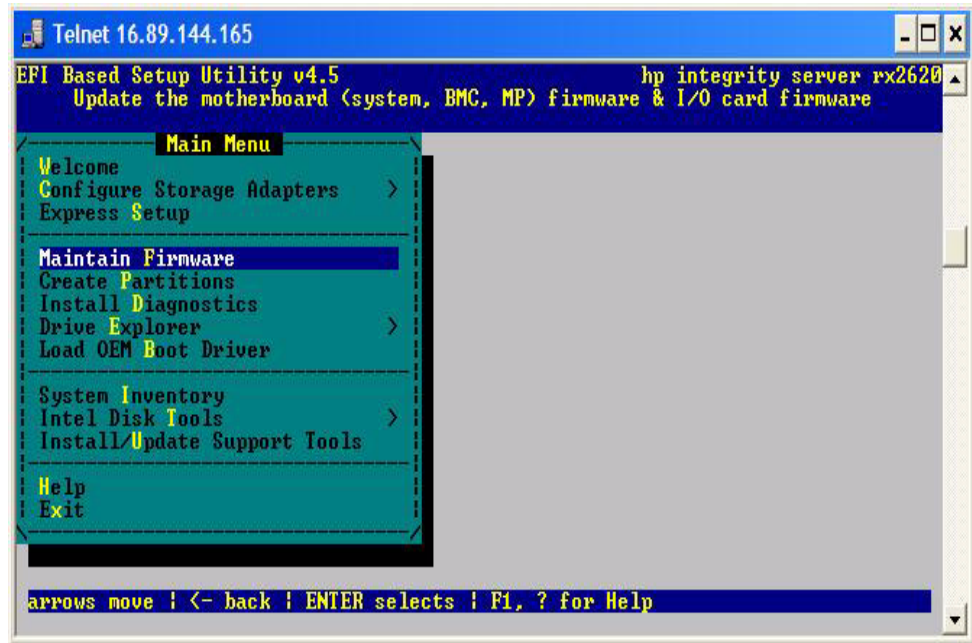 Telnet 16.89.144.165
EFI Based Setup Utility v4.5 hp integrity server rx2620
Update the motherboard (system, BMC, MP) firmware & I/O card firmware
Main Menu
Welcome
Configure Storage Adapters >
Express Setup
Maintain Firmware
Create Partitions
Install Diagnostics
Drive Explorer >
Load OEM Boot Driver
System Inventory
Intel Disk Tools >
Install/Update Support Tools
Help
Exit
arrows move | <- back | ENTER selects | F1, ? for Help